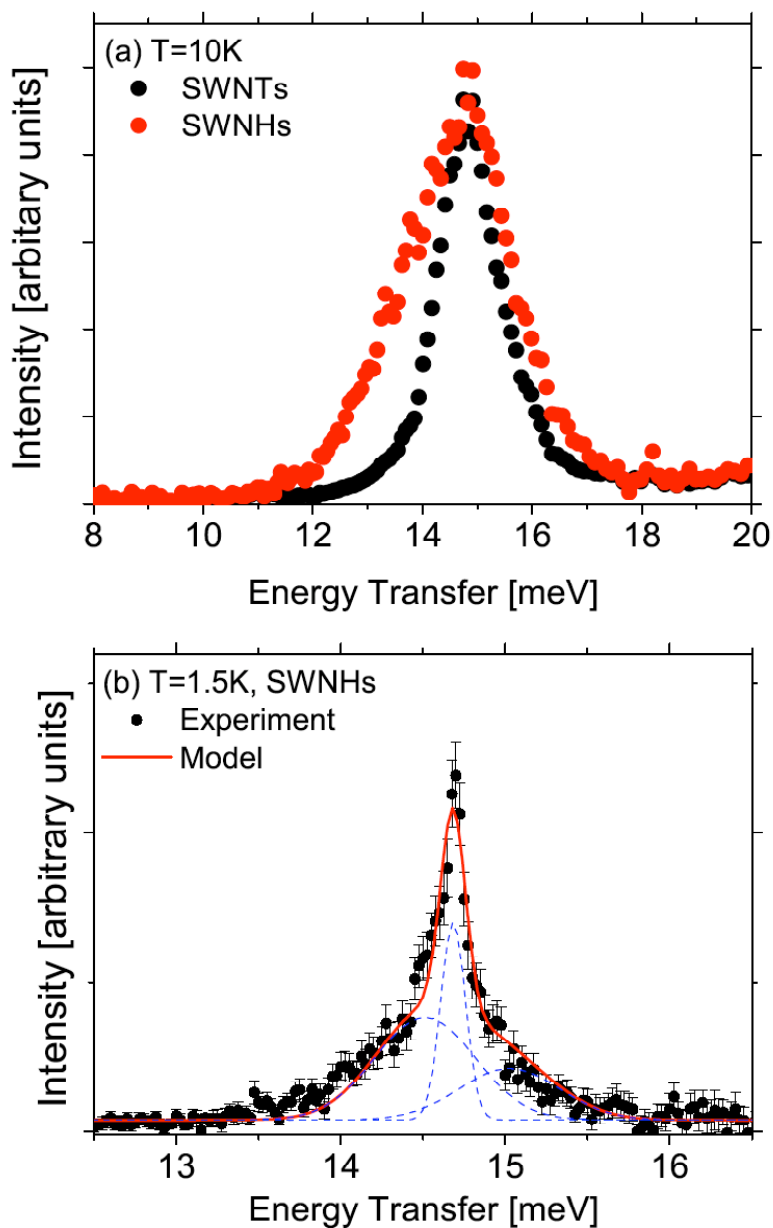 (a) T=10K
SWNTs
SWNHs
Intensity [arbitary units]
8 10 12 14 16 18 20
Energy Transfer [meV]
(b) T=1.5K, SWNHs
Experiment
Model
Intensity [arbitrary units]
13 14 15 16
Energy Transfer [meV]